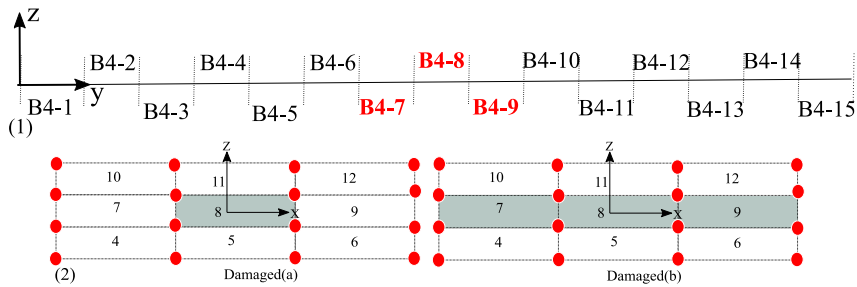 z
B4-2 B4-4 B4-6 B4-8 B4-10 B4-12 B4-14
y
B4-1 B4-3 B4-5 B4-7 B4-9 B4-11 B4-13 B4-15
(1)
z z
10 11 12 10 11 12
7 8 x 9 7 8 x 9
4 5 6 4 5 6
(2) Damaged(a) Damaged(b)